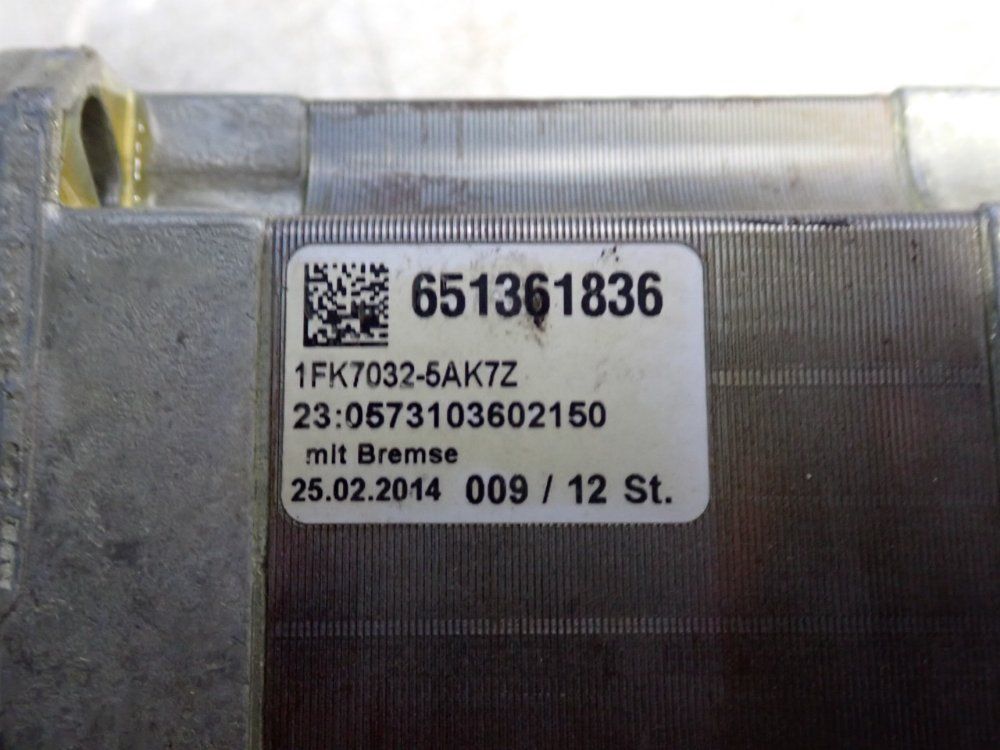 651361836
1FK7032-5AK7Z
23:0573103602150
mit Bremse
25.02.2014 009 / 12 St.